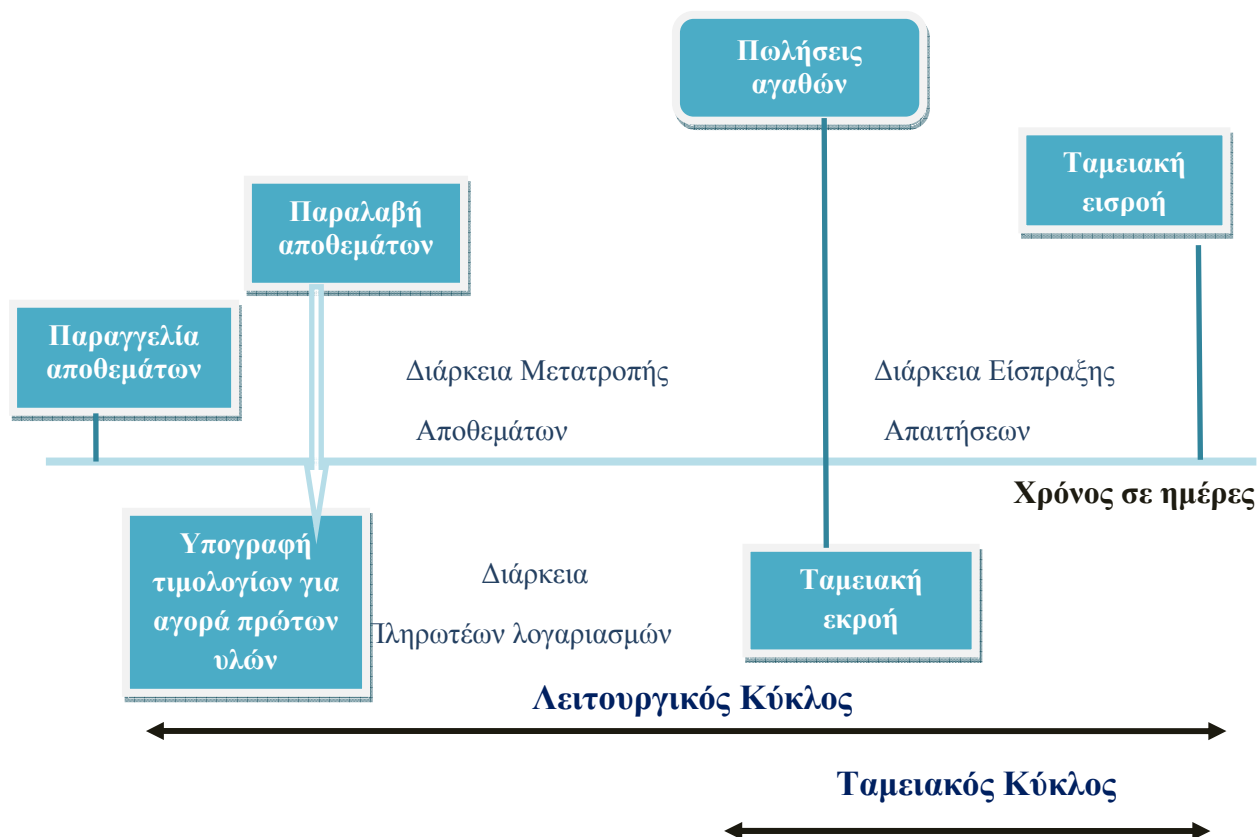 Πωλήσεις
αγαθών
Ταμειακή
εισροή
Παραλαβή
αποθεμάτων
Παραγγελία
αποθεμάτων
Διάρκεια Μετατροπής
Αποθεμάτων
Διάρκεια Είσπραξης
Απαιτήσεων
Χρόνος σε ημέρες
Υπογραφή
τιμολογίων για
αγορά πρώτων
υλών
Διάρκεια
Πληρωτέων λογαριασμών
Ταμειακή
εκροή
Λειτουργικός Κύκλος
Ταμειακός Κύκλος